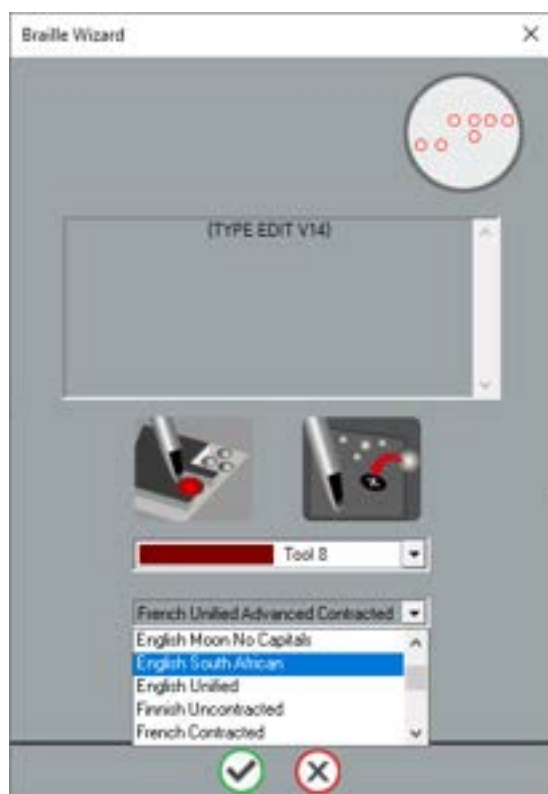 Braille Wizard
(TYPE EDIT V14)
Tool 8
French Unified Advanced Contracted
English Moon No Capitals
English South African
English Unified
Finnish Uncontracted
French Contracted